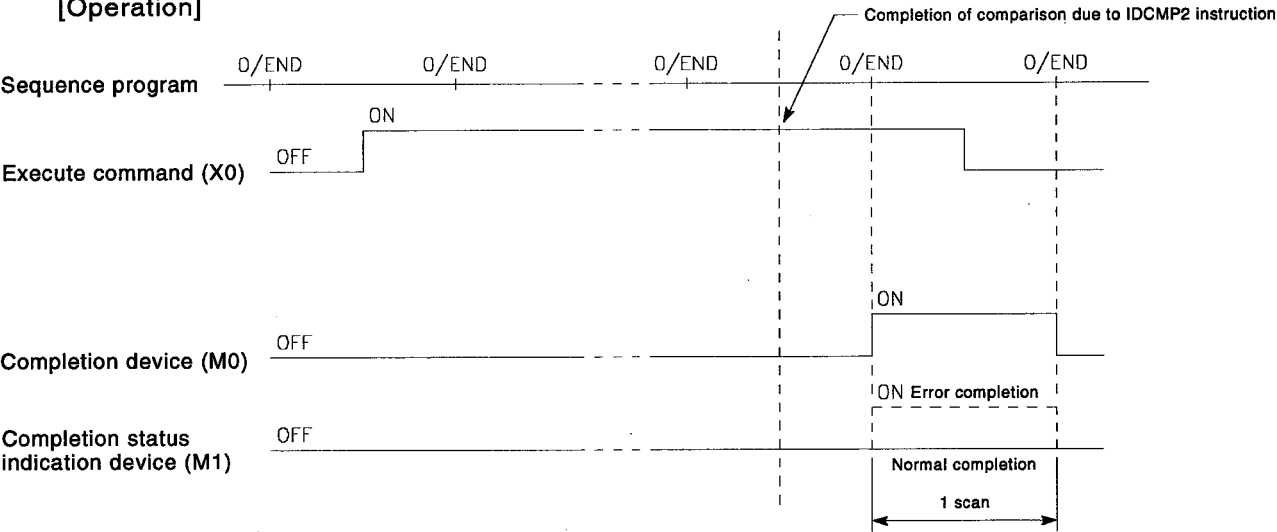 [Operation]
Completion of comparison due to IDCMP2 instruction
0/END 0/END 0/END 0/END 0/END
Sequence program
ON
OFF
Execute command (X0)
ON
OFF
Completion device (M0)
ON Error completion
OFF
Completion status
indication device (M1)
Normal completion
1 scan